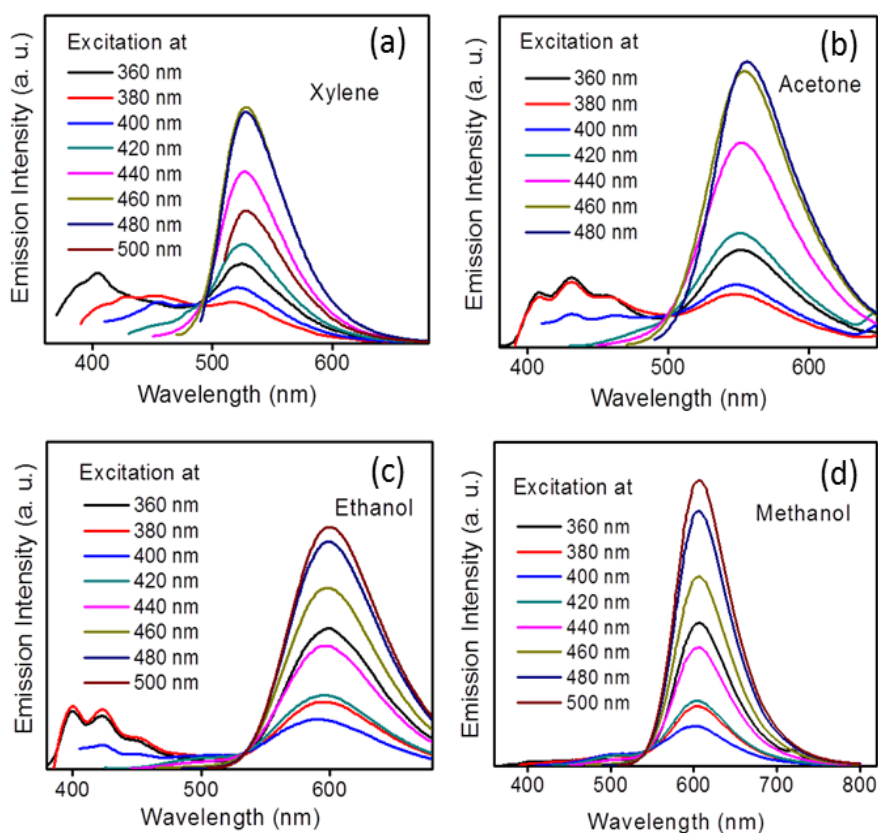 (a)
Excitation at
Xylene
360 nm
380 nm
400 nm
420 nm
440 nm
460 nm
480 nm
500 nm
Emission Intensity (a. u.)
400 500 600
Wavelength (nm)
(b)
Excitation at
Acetone
360 nm
380 nm
400 nm
420 nm
440 nm
460 nm
480 nm
Emission Intensity (a. u.)
400 500 600
Wavelength (nm)
(c)
Excitation at
Ethanol
360 nm
380 nm
400 nm
420 nm
440 nm
460 nm
480 nm
500 nm
Emission Intensity (a. u.)
400 500 600
Wavelength (nm)
(d)
Excitation at
Methanol
360 nm
380 nm
400 nm
420 nm
440 nm
460 nm
480 nm
500 nm
Emission Intensity (a. u.)
400 500 600 700 800
Wavelength (nm)